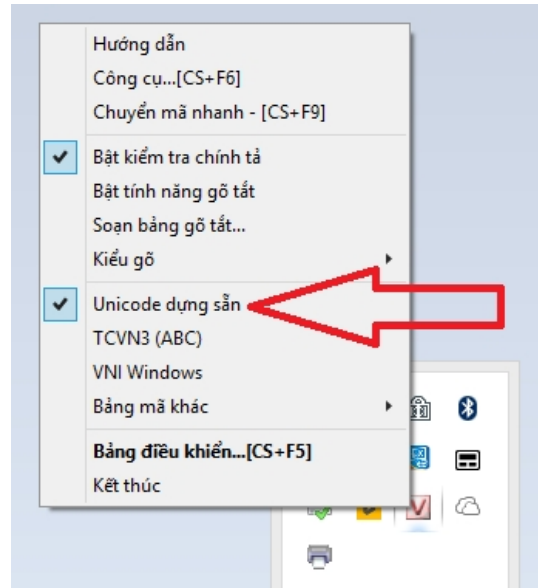 Hướng dẫn
Công cụ...[CS+F6]
Chuyển mã nhanh - [CS+F9]
Bật kiểm tra chính tả
Bật tính năng gõ tắt
Soạn bảng gõ tắt...
Kiểu gõ
Unicode dựng sẵn
TCVN3 (ABC)
VNI Windows
Bảng mã khác
Bảng điều khiển...[CS+F5]
Kết thúc
V